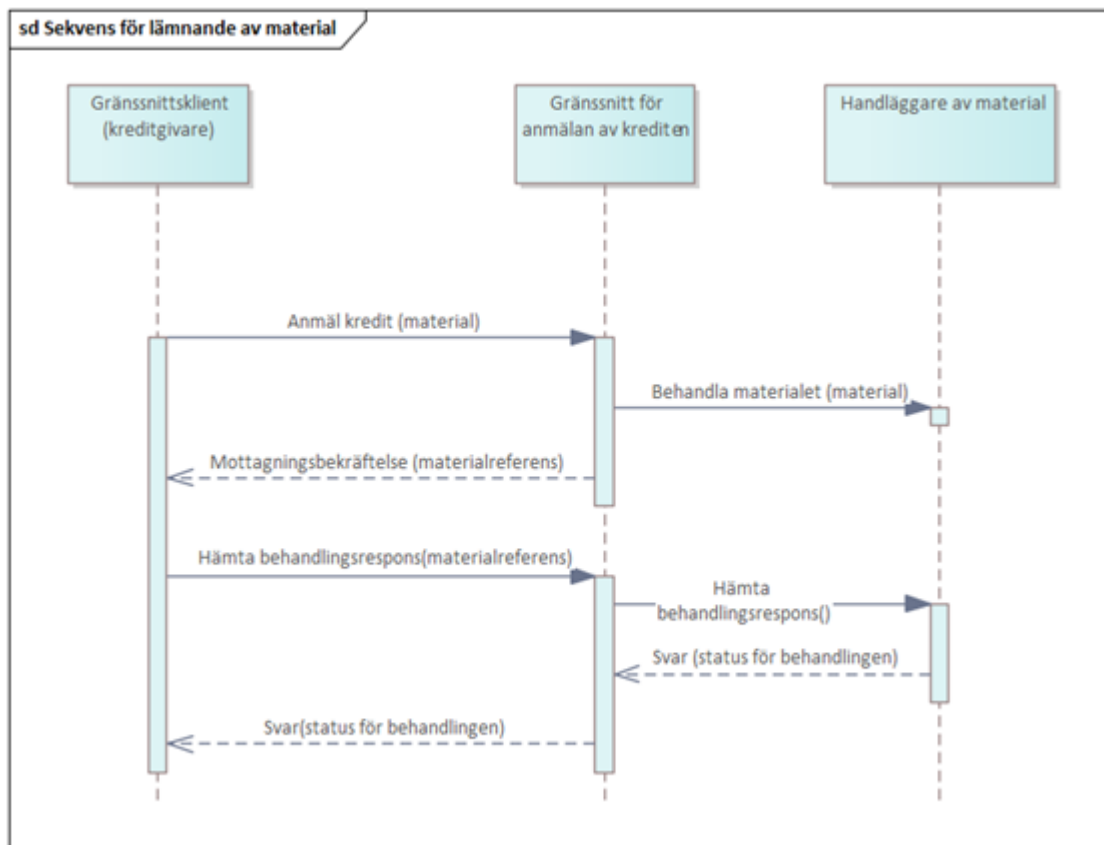 sd Sekvens för lämnande av material
Gränssnittsklient
(kreditgivare)
Gränssnitt för
anmälan av krediten
Handläggare av material
Anmäl kredit (material)
Behandla materialet (material)
Mottagningsbekräftelse (materialreferens)
Hämta behandlingsrespons(materialreferens)
Hämta
behandlingsrespons()
Svar (status för behandlingen)
Svar(status för behandlingen)